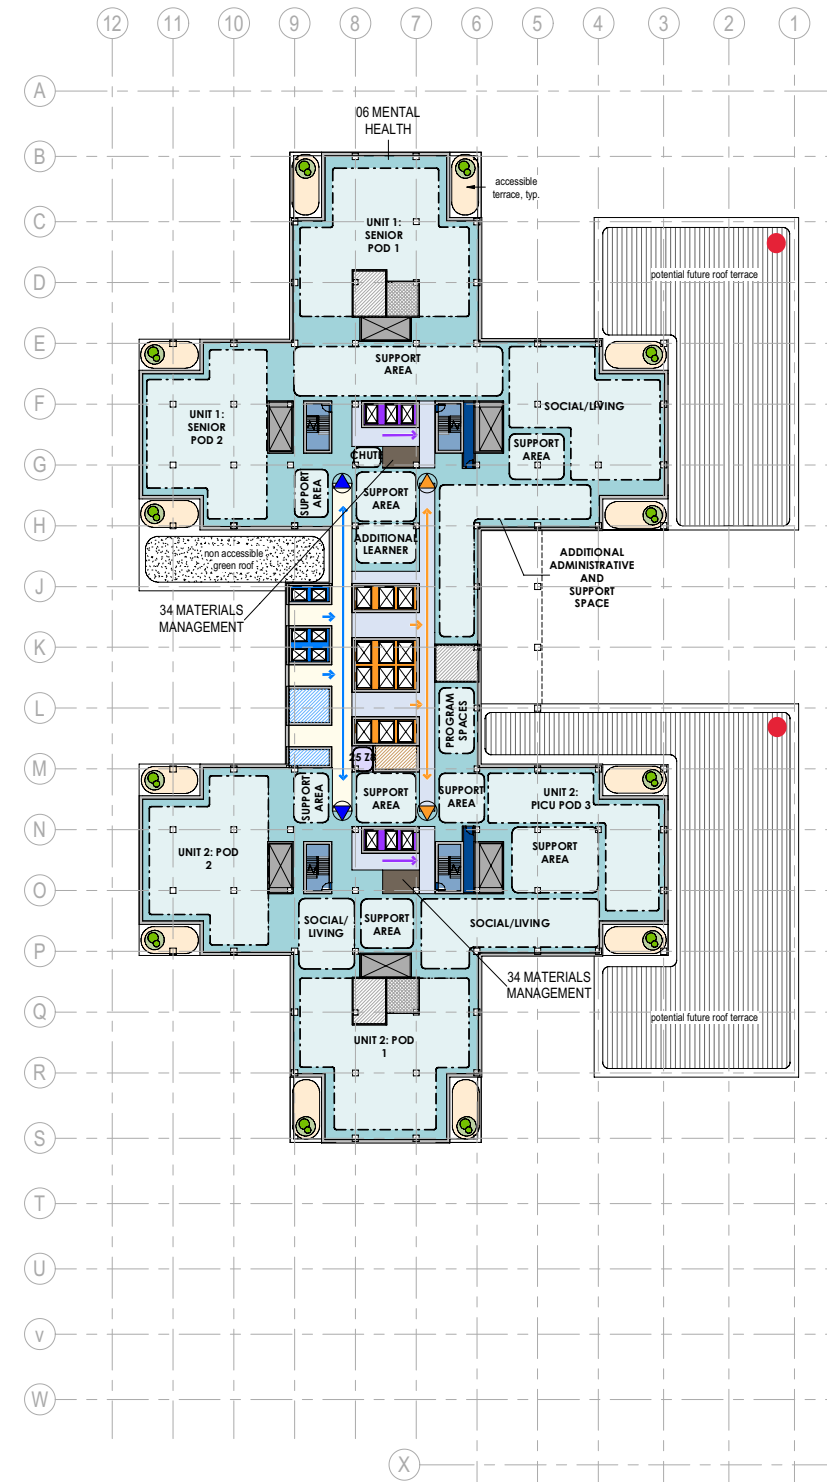 12 11 10 9 8 7 6 5 4 3 2 1
A
06 MENTAL
HEALTH
B
accessible
terrace, typ.
C
UNIT 1:
SENIOR
POD 1
D
potential future roof terrace
E
SUPPORT
AREA
F
UNIT 1:
SENIOR
POD 2
SOCIAL/LIVING
SUPPORT
AREA
G
CHUT
SUPPORT
AREA
SUPPORT
AREA
H
ADDITIONAL
LEARNER
non accessible
green roof
ADDITIONAL
ADMINISTRATIVE
AND
SUPPORT
SPACE
J
34 MATERIALS
MANAGEMENT
K
L
PROGRAM
SPACES
M
SUPPORT
AREA
SUPPORT
AREA
SUPPORT
AREA
UNIT 2:
PICU POD 3
N
UNIT 2: POD
2
SUPPORT
AREA
O
SOCIAL/
LIVING
SUPPORT
AREA
SOCIAL/LIVING
P
34 MATERIALS
MANAGEMENT
Q
potential future roof terrace
UNIT 2: POD
1
R
S
T
U
v
W
X